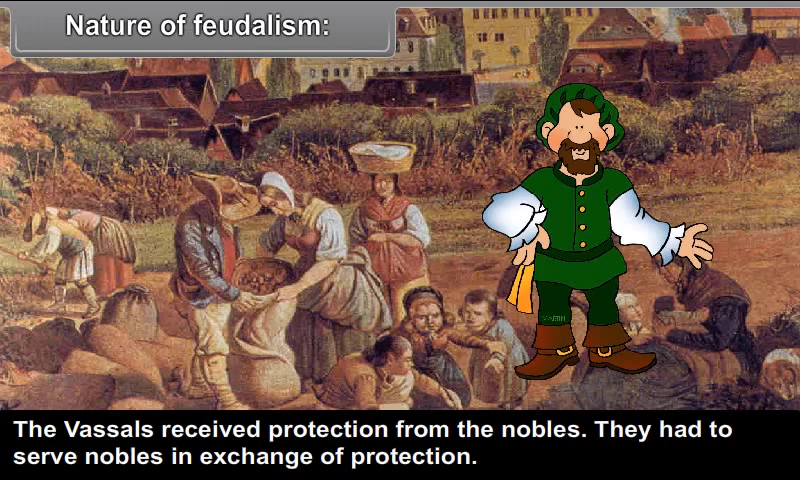 Nature of feudalism:
MARTIN
The Vassals received protection from the nobles. They had to
serve nobles in exchange of protection.